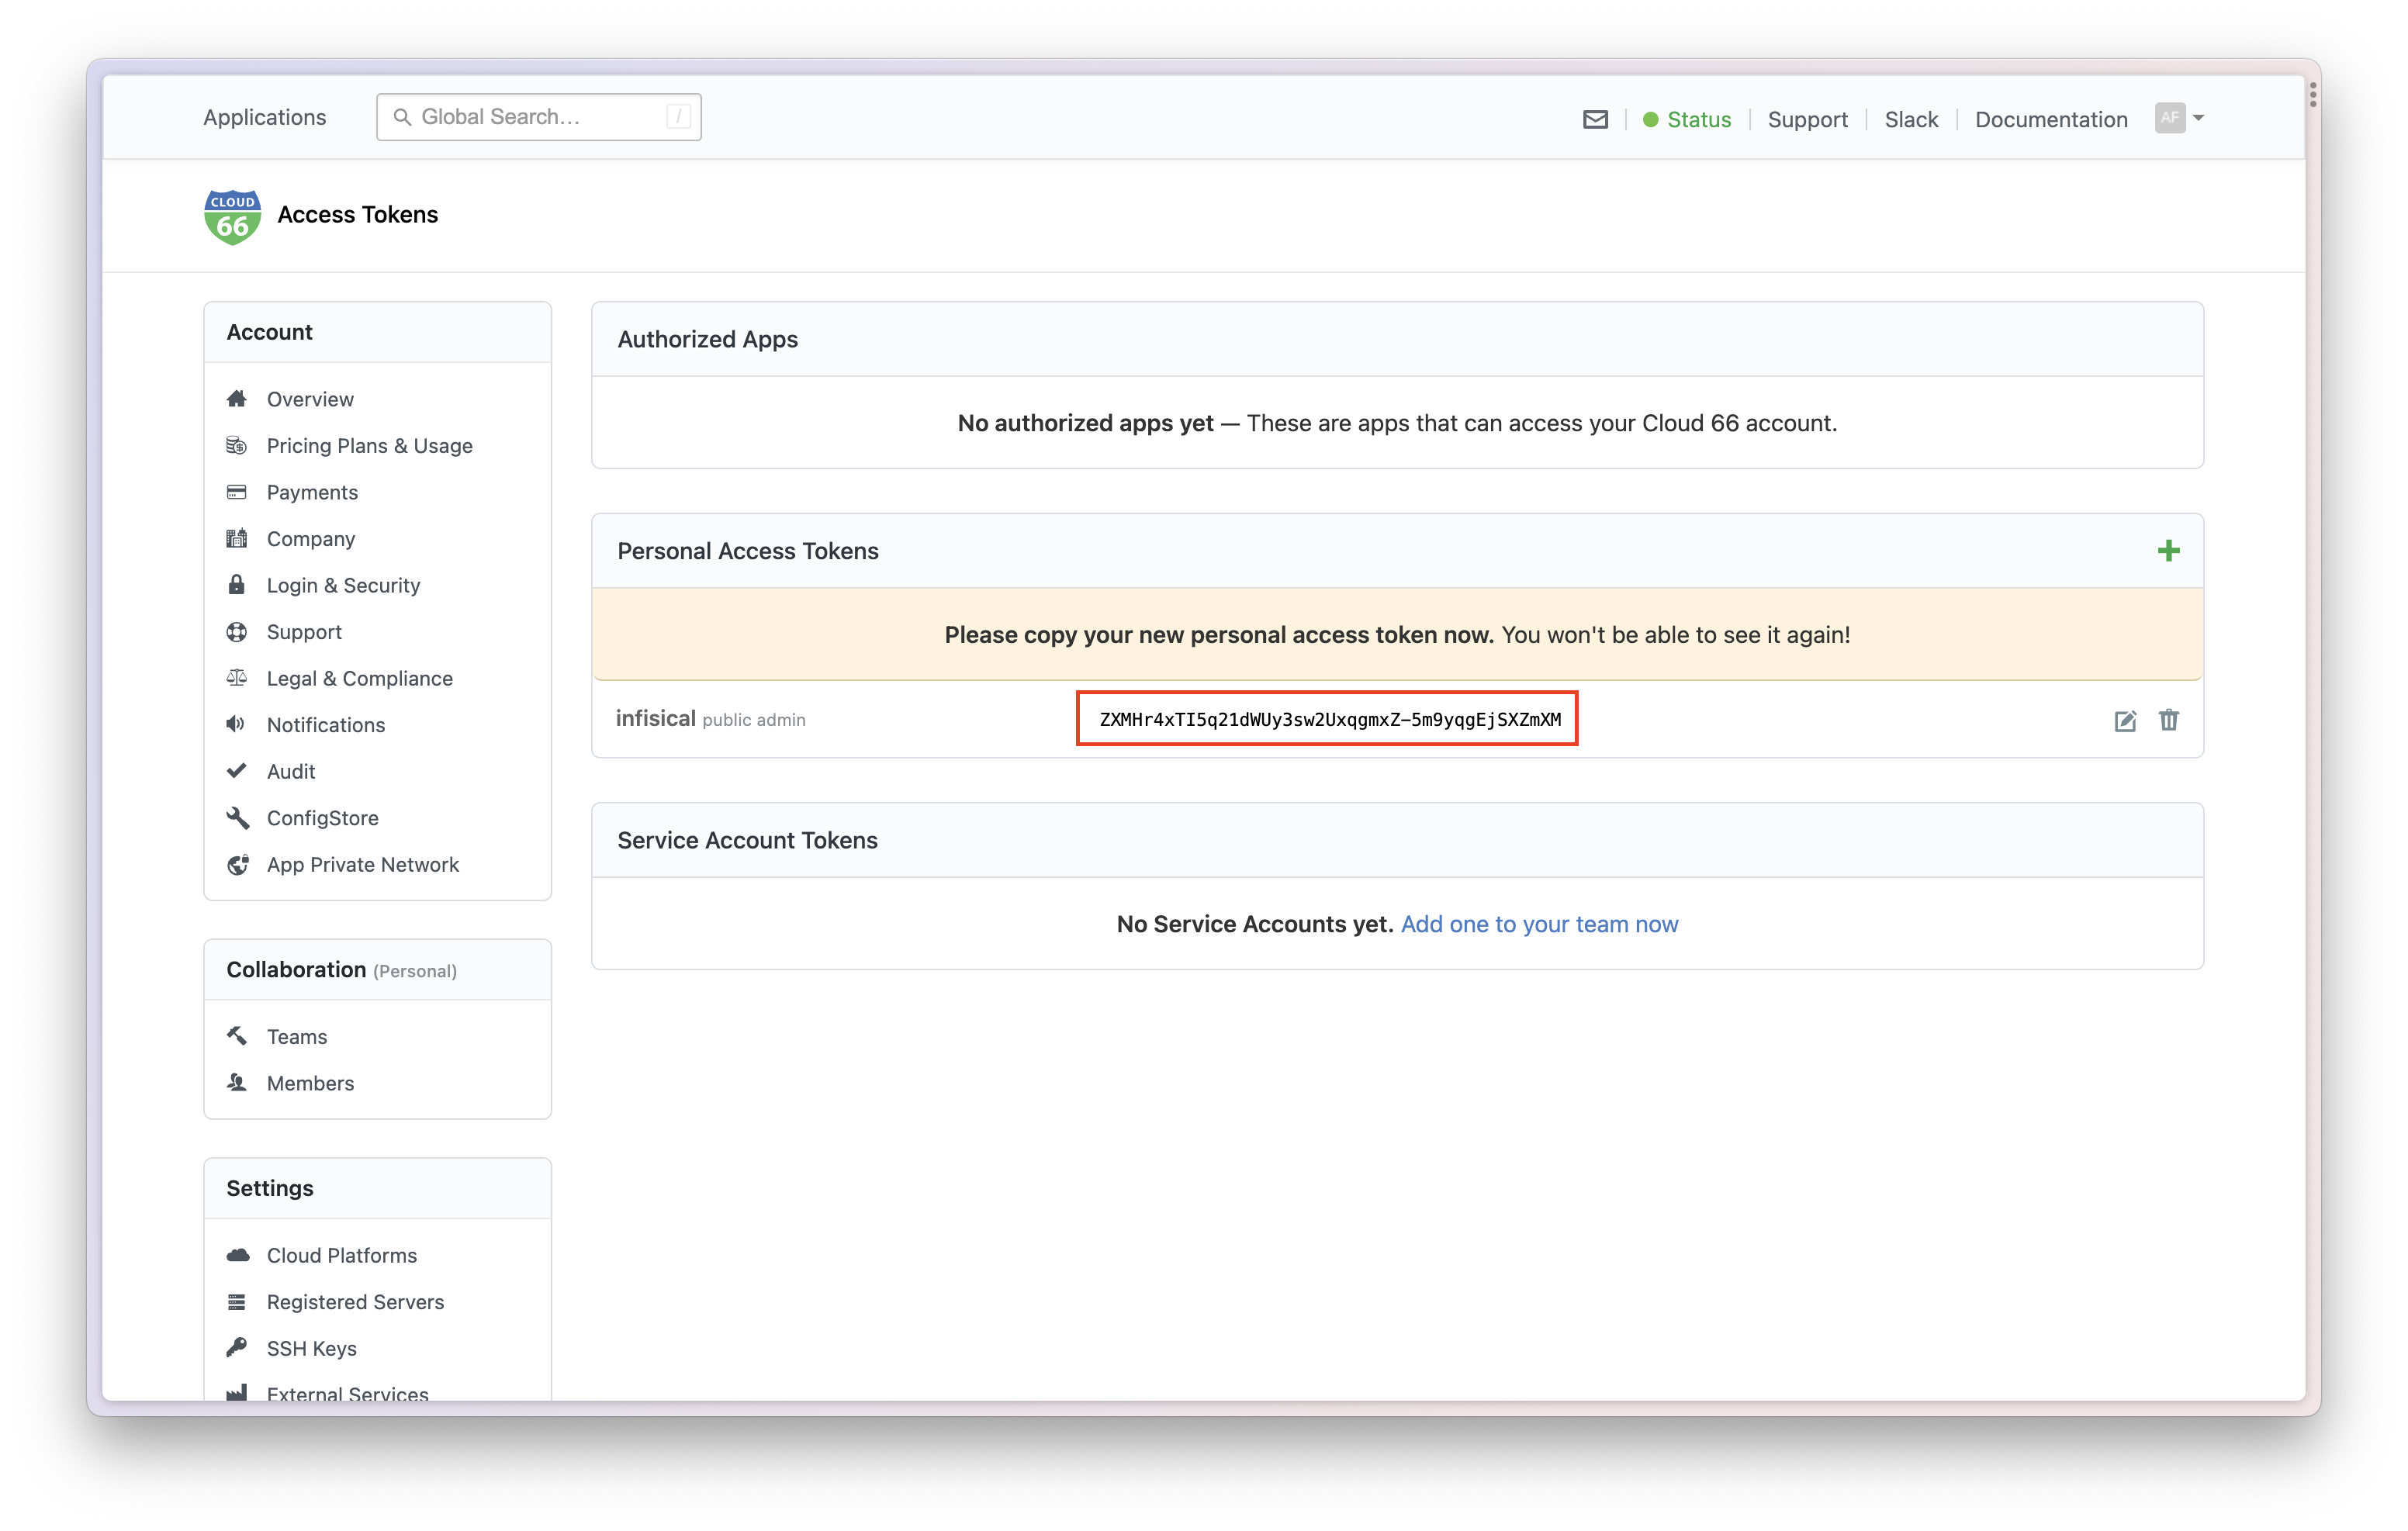 Applications
Global Search...
/
Status
Support
Slack
Documentation
AF
CLOUD
66
Access Tokens
Account
Overview
Pricing Plans & Usage
Payments
Company
Login & Security
Support
Legal & Compliance
Notifications
Audit
ConfigStore
App Private Network
Collaboration (Personal)
Teams
Members
Settings
Cloud Platforms
Registered Servers
SSH Keys
External Services
Authorized Apps
No authorized apps yet — These are apps that can access your Cloud 66 account.
Personal Access Tokens
Please copy your new personal access token now. You won't be able to see it again!
infisical public admin
ZXMHr4xTI5q21dWUy3sw2UxqgmxZ-5m9yqgEjSXZmXM
Service Account Tokens
No Service Accounts yet. Add one to your team now